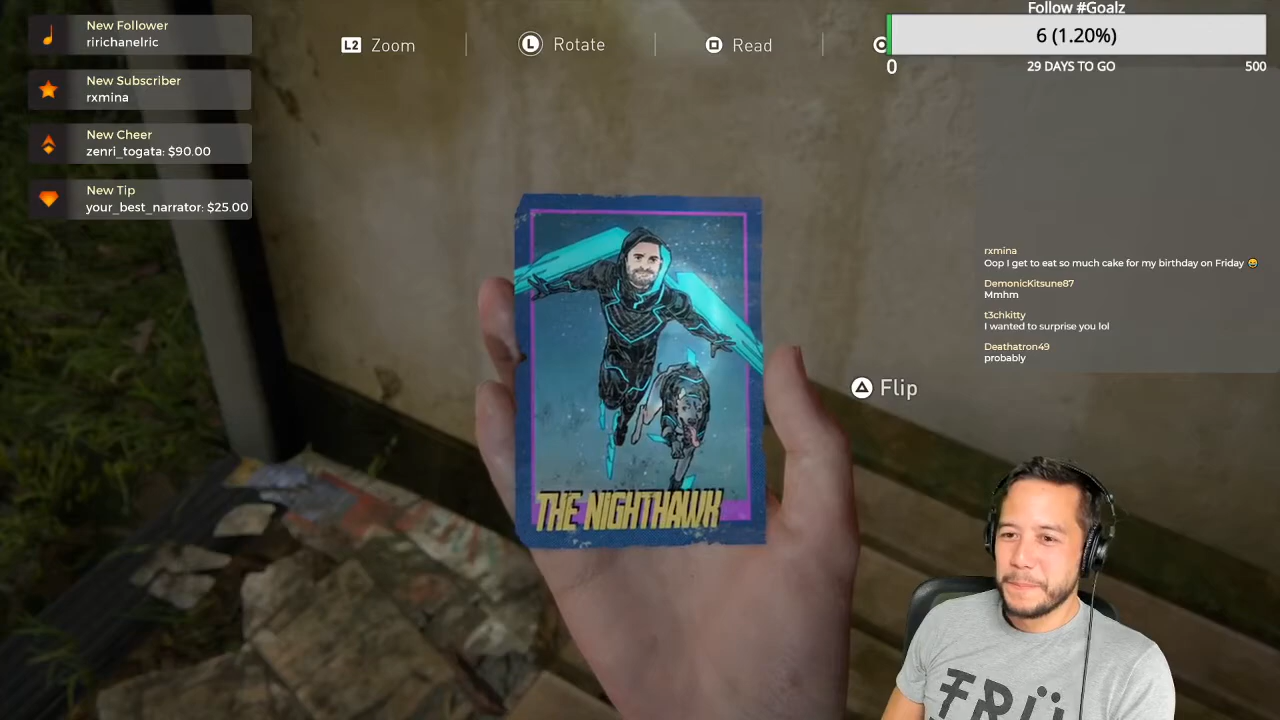 New Follower
ririchanelric
New Subscriber
rxmina
New Cheer
zenri_togata: $90.00
New Tip
your_best_narrator: $25.00
L2 Zoom
L Rotate
Read
Follow #Goalz
6 (1.20%)
0
29 DAYS TO GO
500
rxmina
Oop I get to eat so much cake for my birthday on Friday 😅
DemonicKitsune87
Mmhm
t3chkitty
I wanted to surprise you lol
Deathatron49
probably
Flip
THE NIGHTHAWK
FRÜ